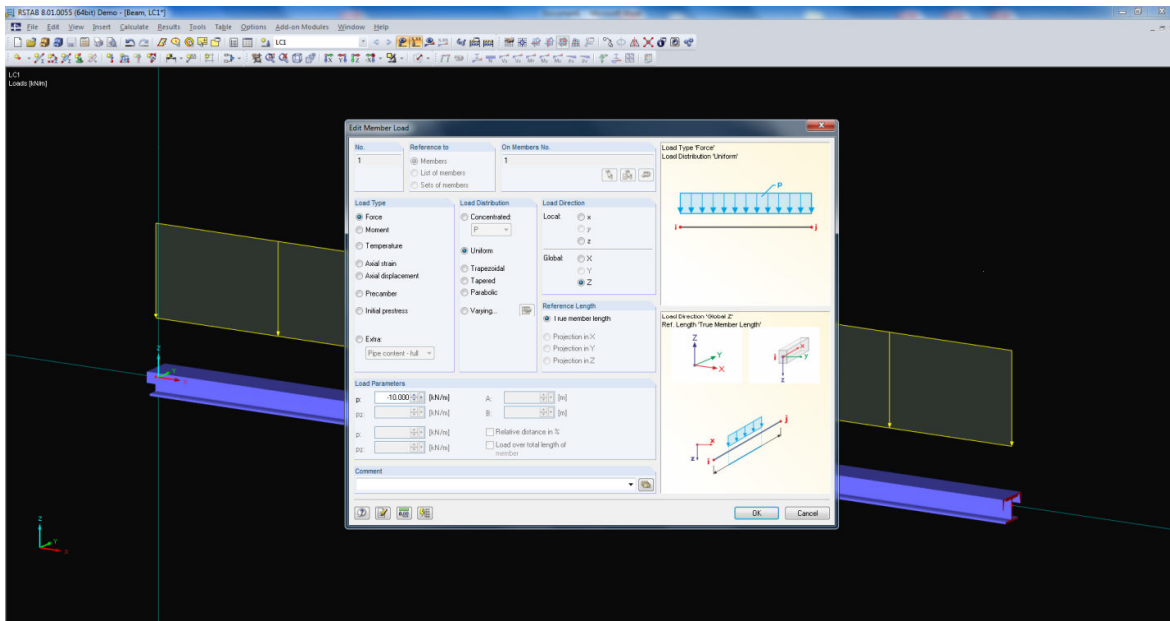 RSTAB 8.01.0055 (64bit) Demo - [Beam, LC1*]
File Edit View Insert Calculate Results Tools Table Options Add-on Modules Window Help
LC1
LC1
Loads [kN/m]
Edit Member Load
No.
1
Reference to
Members
List of members
Sets of members
On Members No.
1
Load Type
Force
Moment
Temperature
Axial strain
Axial displacement
Precamber
Initial prestress
Extra:
Pipe content - full
Load Distribution
Concentrated:
P
Uniform
Trapezoidal
Tapered
Parabolic
Varying...
Load Direction
Local:
x
y
z
Global:
X
Y
Z
Reference Length
True member length
Projection in X
Projection in Y
Projection in Z
Load Parameters
p: -10.000 [kN/m]
p2: [kN/m]
p: [kN/m]
p2: [kN/m]
A: [m]
B: [m]
Relative distance in %
Load over total length of
member
Comment
Load Type 'Force'
Load Distribution 'Uniform'
p
i
j
Load Direction 'Global Z'
Ref. Length 'True Member Length'
Z
Y
X
i
x
y
z
x
z
i
j
OK
Cancel
Z
Y
X